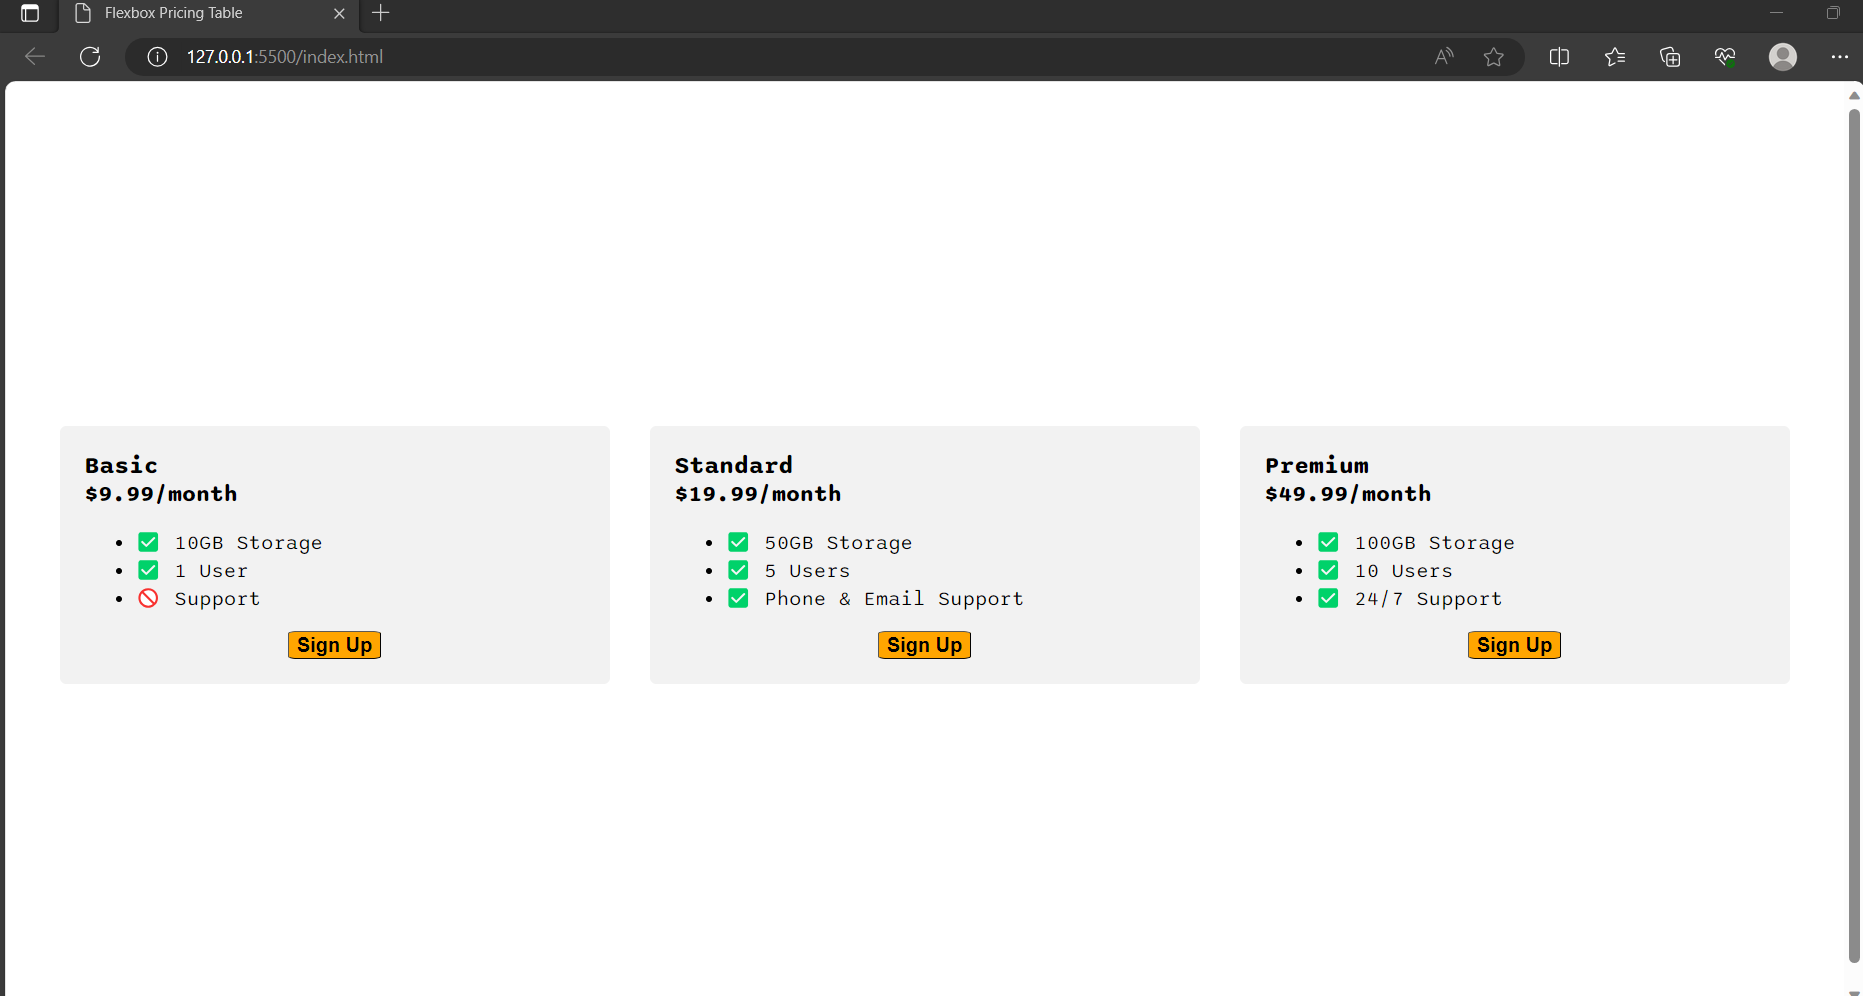 Flexbox Pricing Table
127.0.0.1:5500/index.html
Basic
$9.99/month
✅ 10GB Storage
✅ 1 User
🚫 Support
Sign Up
Standard
$19.99/month
✅ 50GB Storage
✅ 5 Users
✅ Phone & Email Support
Sign Up
Premium
$49.99/month
✅ 100GB Storage
✅ 10 Users
✅ 24/7 Support
Sign Up